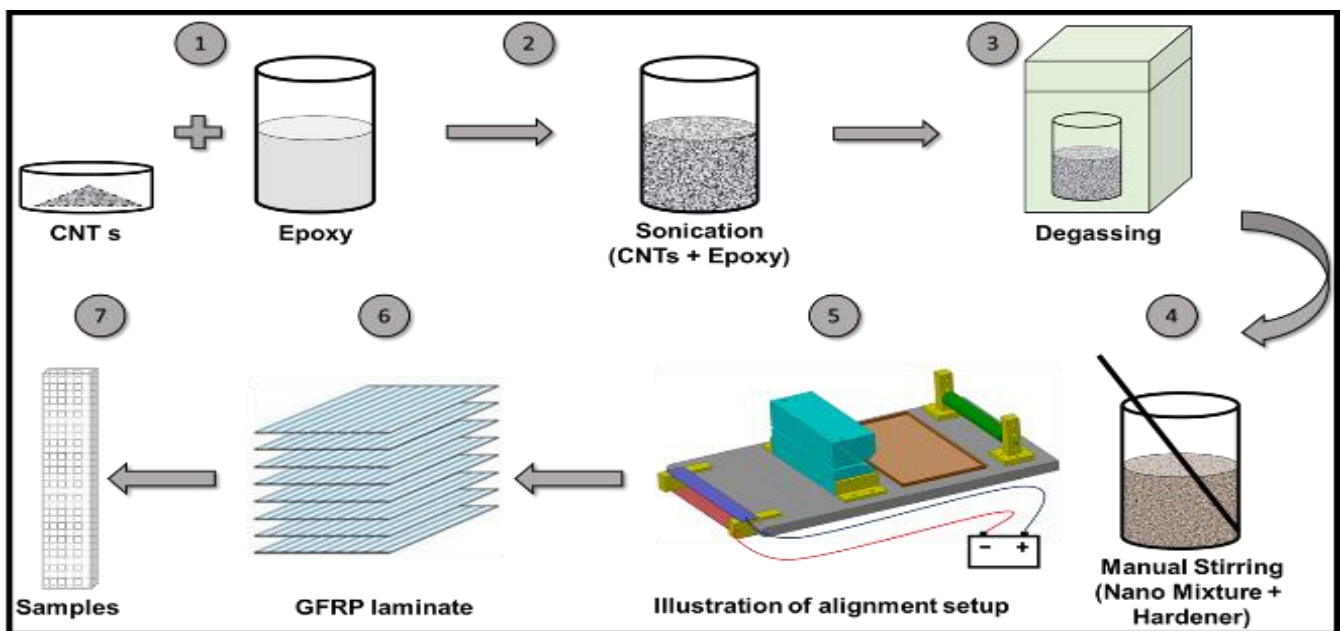 1
2
3
CNT s
Epoxy
Sonication
(CNTs + Epoxy)
Degassing
7
6
5
4
− +
Samples
GFRP laminate
Illustration of alignment setup
Manual Stirring
(Nano Mixture +
Hardener)